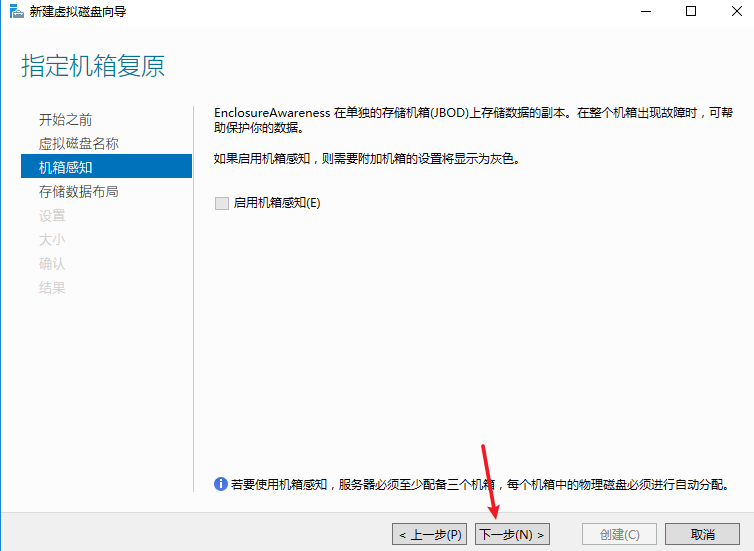 新建虚拟磁盘向导
指定机箱复原
开始之前
虚拟磁盘名称
机箱感知
存储数据布局
设置
大小
确认
结果
EnclosureAwareness 在单独的存储机箱(JBOD)上存储数据的副本。在整个机箱出现故障时，可帮
助保护你的数据。
如果启用机箱感知，则需要附加机箱的设置将显示为灰色。
启用机箱感知(E)
若要使用机箱感知，服务器必须至少配备三个机箱，每个机箱中的物理磁盘必须进行自动分配。
< 上一步(P)
下一步(N) >
创建(C)
取消